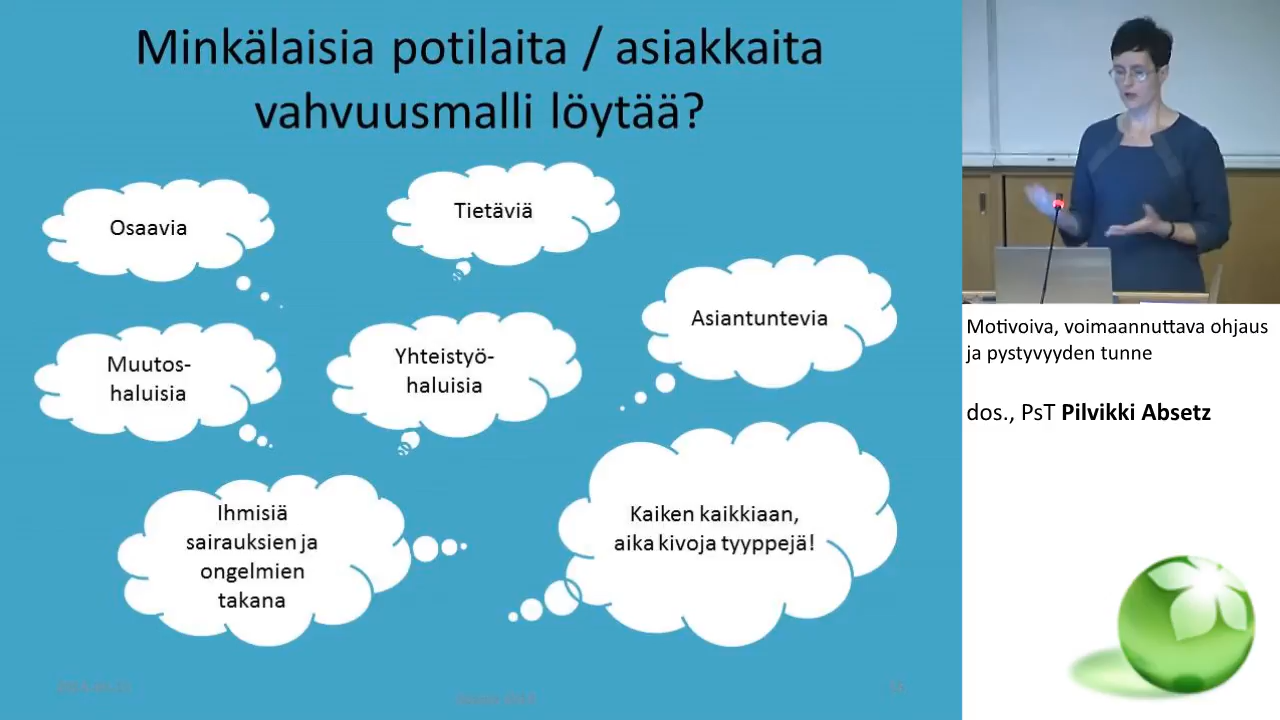 Minkälaisia potilaita / asiakkaita
vahvuusmalli löytää?
Osaavia
Tietäviä
Asiantuntevia
Muutos-
haluisia
Yhteistyö-
haluisia
Ihmisiä
sairauksien ja
ongelmien
takana
Kaiken kaikkiaan,
aika kivoja tyyppejä!
Motivoiva, voimaannuttava ohjaus
ja pystyvyyden tunne
dos., PsT Pilvikki Absetz